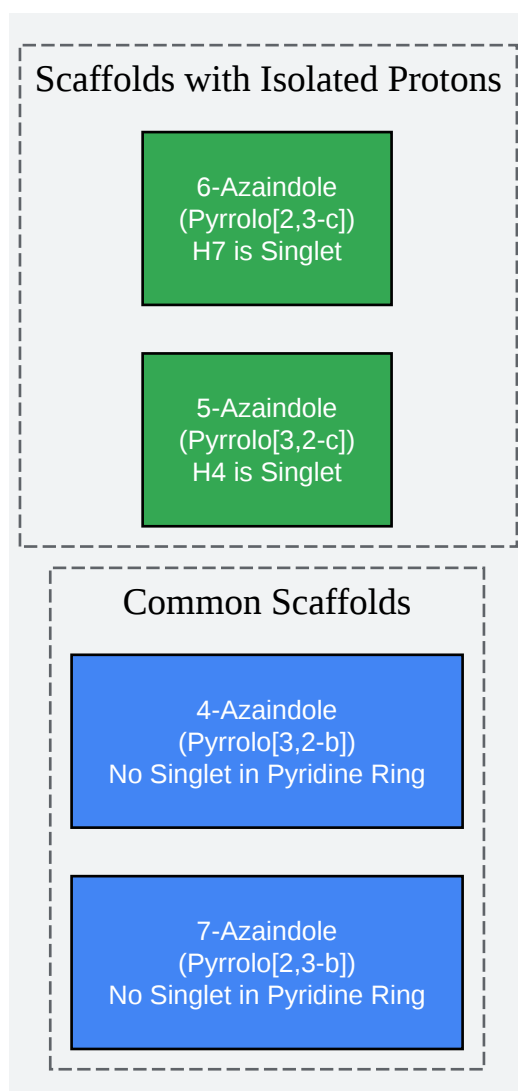 Scaffolds with Isolated Protons
6-Azaindole
(Pyrrolo[2,3-c])
H7 is Singlet
5-Azaindole
(Pyrrolo[3,2-c])
H4 is Singlet
Common Scaffolds
4-Azaindole
(Pyrrolo[3,2-b])
No Singlet in Pyridine Ring
7-Azaindole
(Pyrrolo[2,3-b])
No Singlet in Pyridine Ring